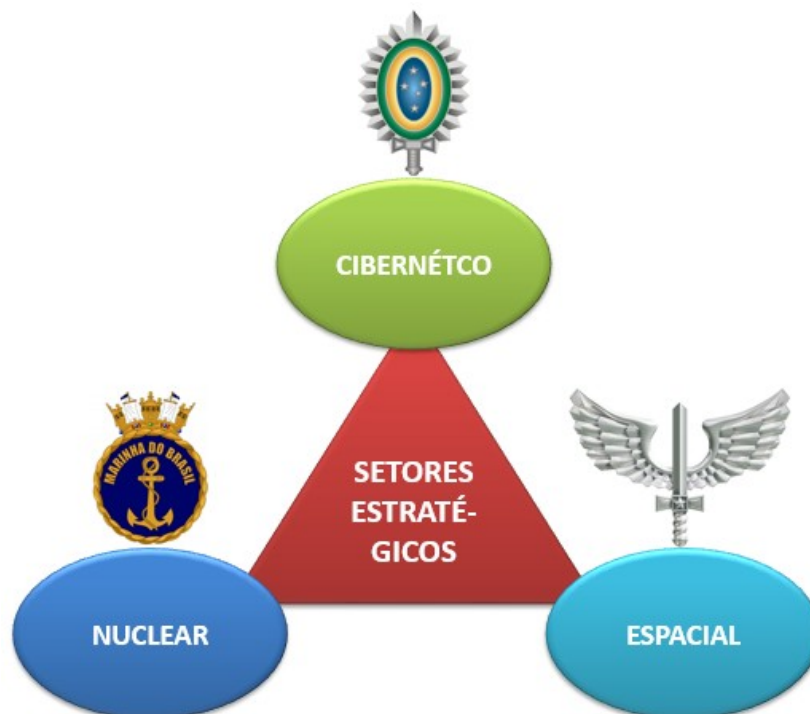 CIBERNÉTCO
MARINHA DO BRASIL
SETORES
ESTRATÉ-
GICOS
NUCLEAR
ESPACIAL